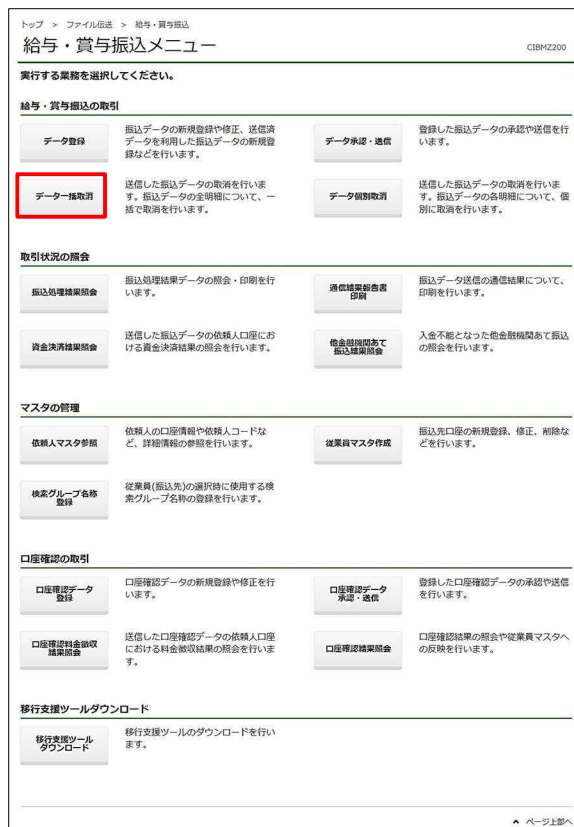 トップ > ファイル伝送 > 給与・賞与振込
給与・賞与振込メニュー
CIBMZ200
実行する業務を選択してください。
給与・賞与振込の取引
データ登録
振込データの新規登録や修正、送信済
データを利用した振込データの新規登
録などを行います。
データ承認・送信
登録した振込データの承認や送信を行
います。
データ一括取消
送信した振込データの取消を行いま
す。振込データの全明細について、一
括で取消を行います。
データ個別取消
送信した振込データの取消を行いま
す。振込データの各明細について、個
別に取消を行います。
取引状況の照会
振込処理結果照会
振込処理結果データの照会・印刷を行
います。
通信結果報告書
印刷
振込データ送信の通信結果について、
印刷を行います。
資金決済結果照会
送信した振込データの依頼人口座にお
ける資金決済結果の照会を行います。
他金融機関あて
振込結果照会
入金不能となった他金融機関あて振込
の照会を行います。
マスタの管理
依頼人マスタ参照
依頼人の口座情報や依頼人コードな
ど、詳細情報の参照を行います。
従業員マスタ作成
振込先口座の新規登録、修正、削除な
どを行います。
検索グループ名称
登録
従業員(振込先)の選択時に使用する検
索グループ名称の登録を行います。
口座確認の取引
口座確認データ
登録
口座確認データの新規登録や修正を行
います。
口座確認データ
承認・送信
登録した口座確認データの承認や送信
を行います。
口座確認料金徴収
結果照会
送信した口座確認データの依頼人口座
における料金徴収結果の照会を行いま
す。
口座確認結果照会
口座確認結果の照会や従業員マスタへ
の反映を行います。
移行支援ツールダウンロード
移行支援ツール
ダウンロード
移行支援ツールのダウンロードを行い
ます。
ページ上部へ